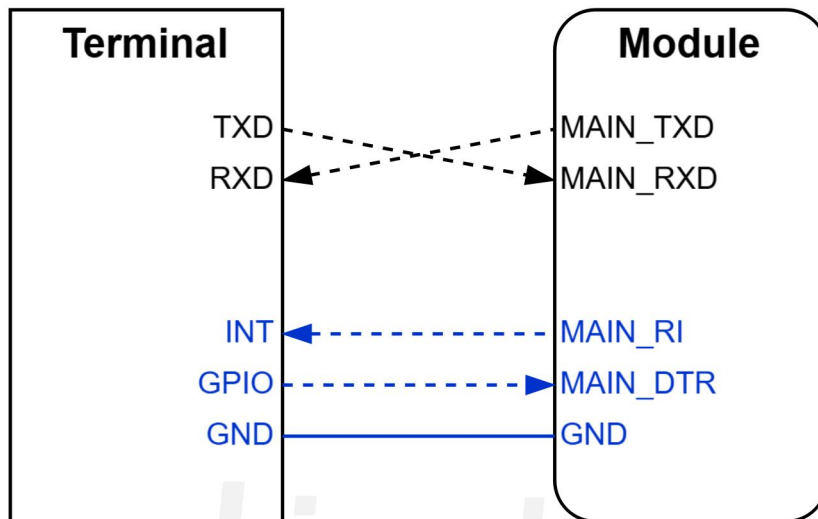 Terminal Module
TXD MAIN_TXD
RXD MAIN_RXD
INT MAIN_RI
GPIO MAIN_DTR
GND GND